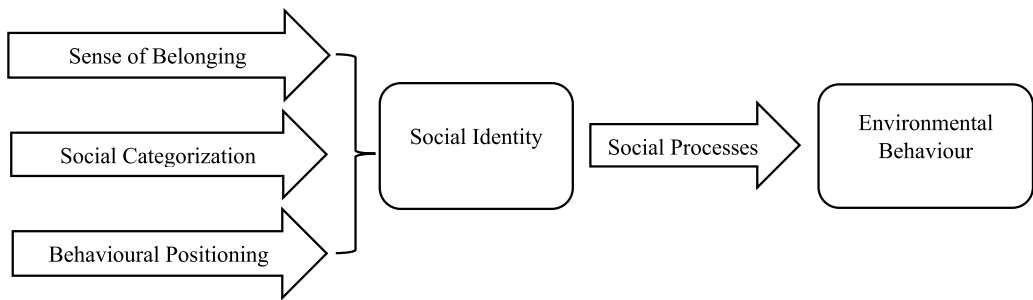 Sense of Belonging
Social Categorization
Behavioural Positioning
Social Identity
Social Processes
Environmental
Behaviour